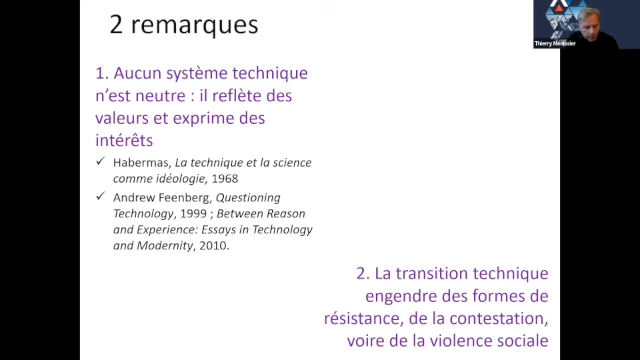 2 remarques
1. Aucun système technique
n'est neutre : il reflète des
valeurs et exprime des
intérêts
✓ Habermas, La technique et la science
comme idéologie, 1968
✓ Andrew Feenberg, Questioning
Technology, 1999 ; Between Reason
and Experience: Essays in Technology
and Modernity, 2010.
2. La transition technique
engendre des formes de
résistance, de la contestation,
voire de la violence sociale
Thierry Ménissier